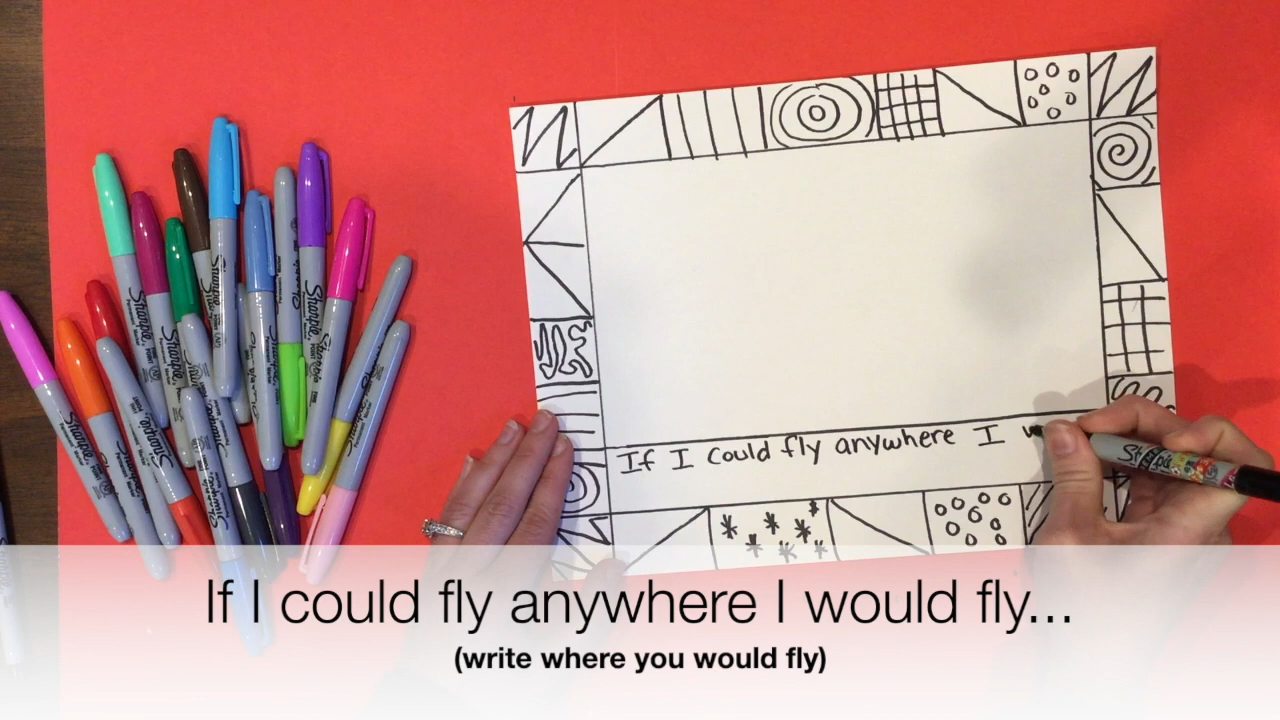 If I could fly anywhere I w
Sharpie
If I could fly anywhere I would fly...
(write where you would fly)